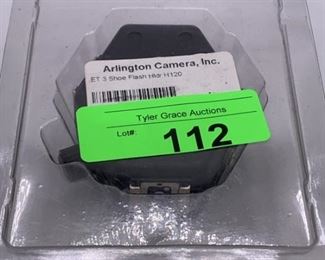 Arlington Camera, Inc.
ET 3 Shoe Flash Hldr H120
Tyler Grace Auctions
Lot#:
112